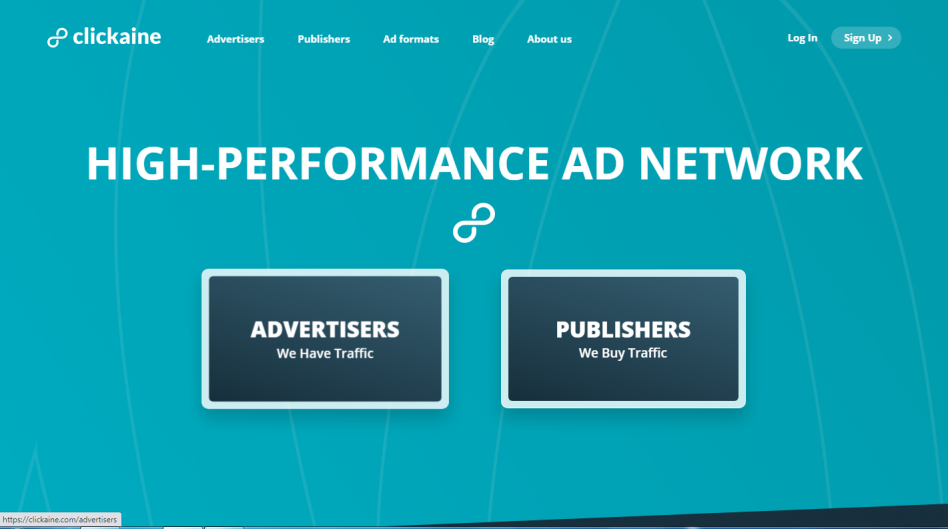 clickaine
Advertisers Publishers Ad formats Blog About us Log In Sign Up
HIGH-PERFORMANCE AD NETWORK
ADVERTISERS
We Have Traffic
PUBLISHERS
We Buy Traffic
https://clickaine.com/advertisers